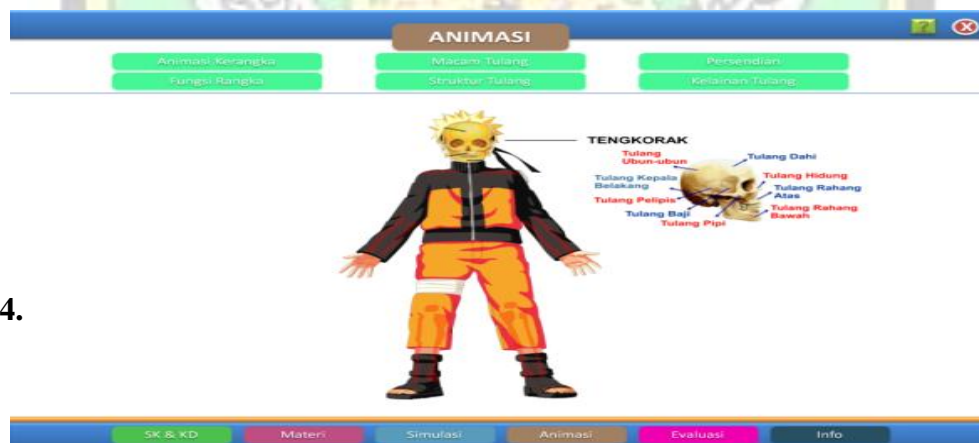 ANIMASI
Animasi Kerangka
Macam Tulang
Persendian
Fungsi Rangka
Struktur Tulang
Kelainan Tulang
TENGKORAK
Tulang
Ubun-ubun
Tulang Dahi
Tulang Kepala
Belakang
Tulang Hidung
Tulang Rahang
Atas
Tulang Pelipis
Tulang Baji
Tulang Rahang
Bawah
Tulang Pipi
4.
SK & KD
Materi
Simulasi
Animasi
Evaluasi
Info